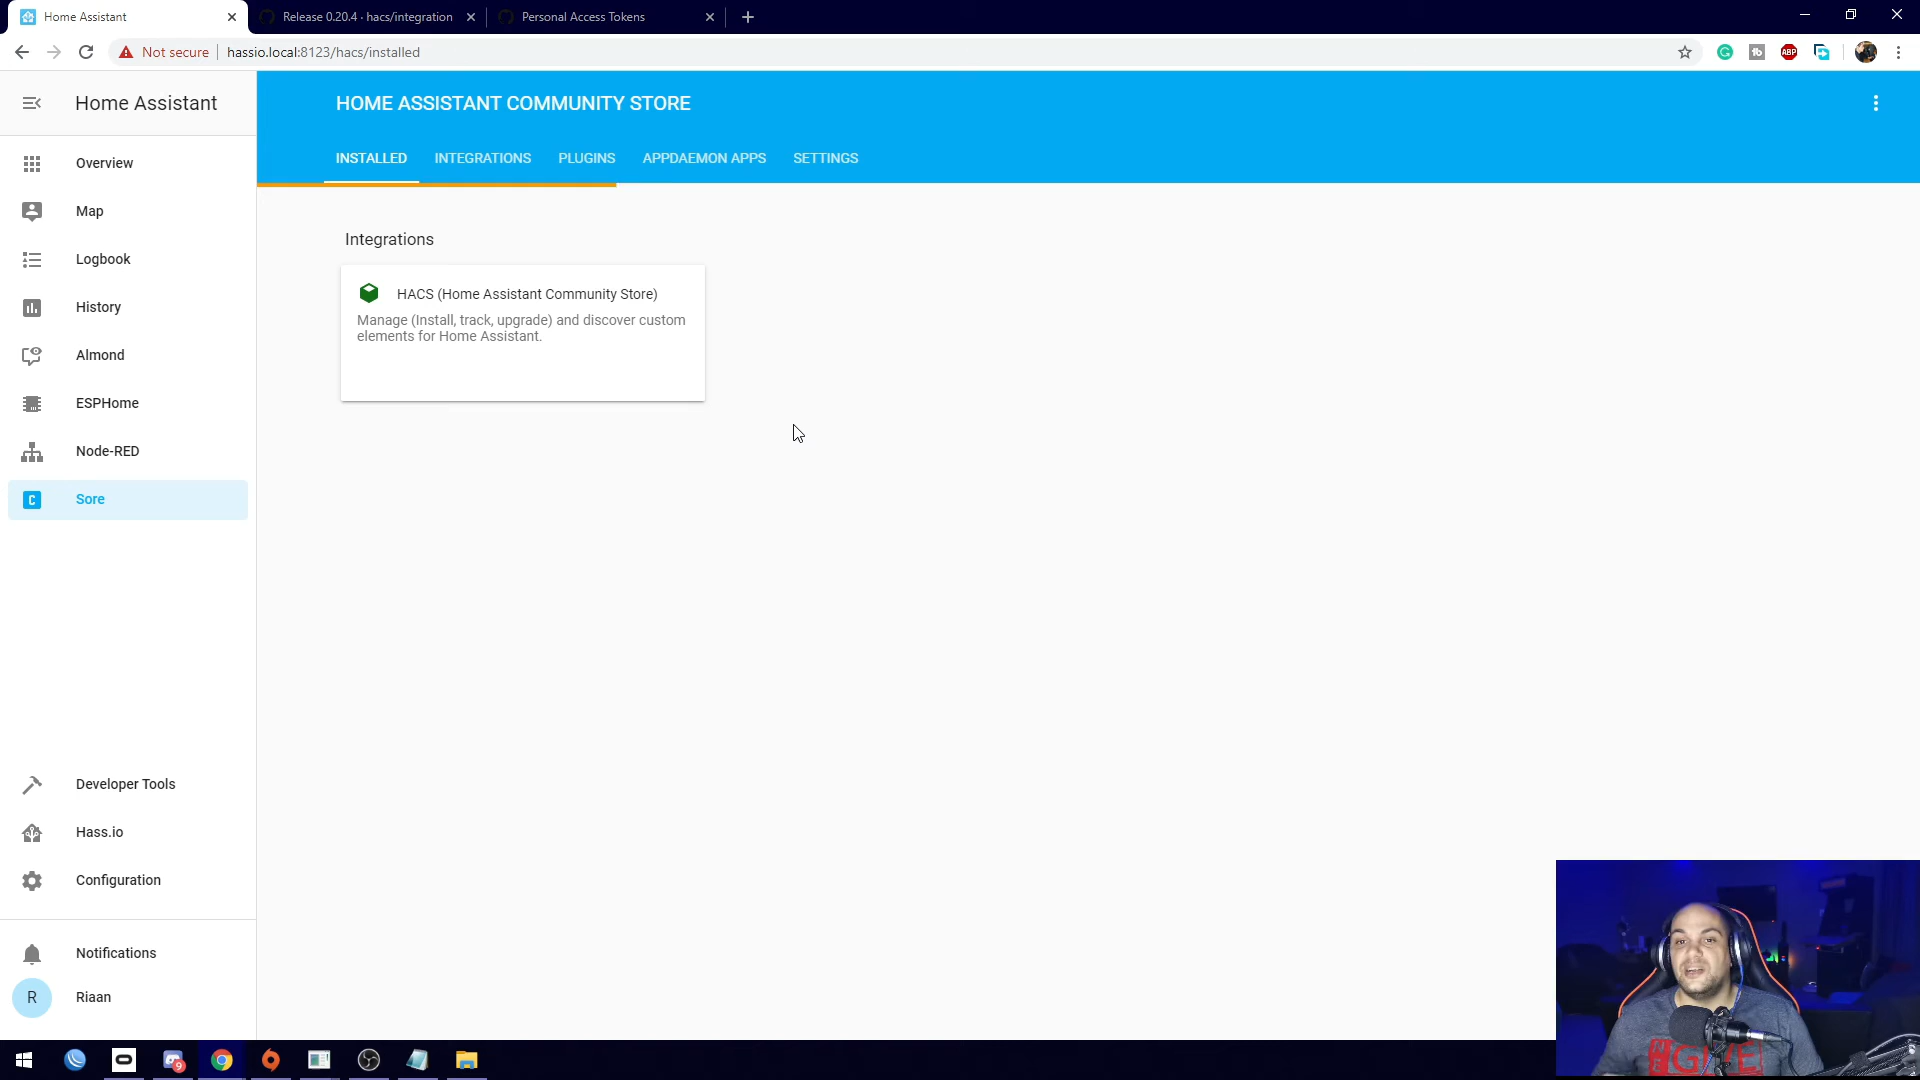 Home Assistant
Release 0.20.4 · hacs/integration
Personal Access Tokens
Not secure
hassio.local:8123/hacs/installed
ABP
Home Assistant
HOME ASSISTANT COMMUNITY STORE
INSTALLED
INTEGRATIONS
PLUGINS
APPDAEMON APPS
SETTINGS
Overview
Map
Logbook
History
Almond
ESPHome
Node-RED
C
Sore
Integrations
HACS (Home Assistant Community Store)
Manage (Install, track, upgrade) and discover custom
elements for Home Assistant.
Developer Tools
Hass.io
Configuration
Notifications
R
Riaan
9